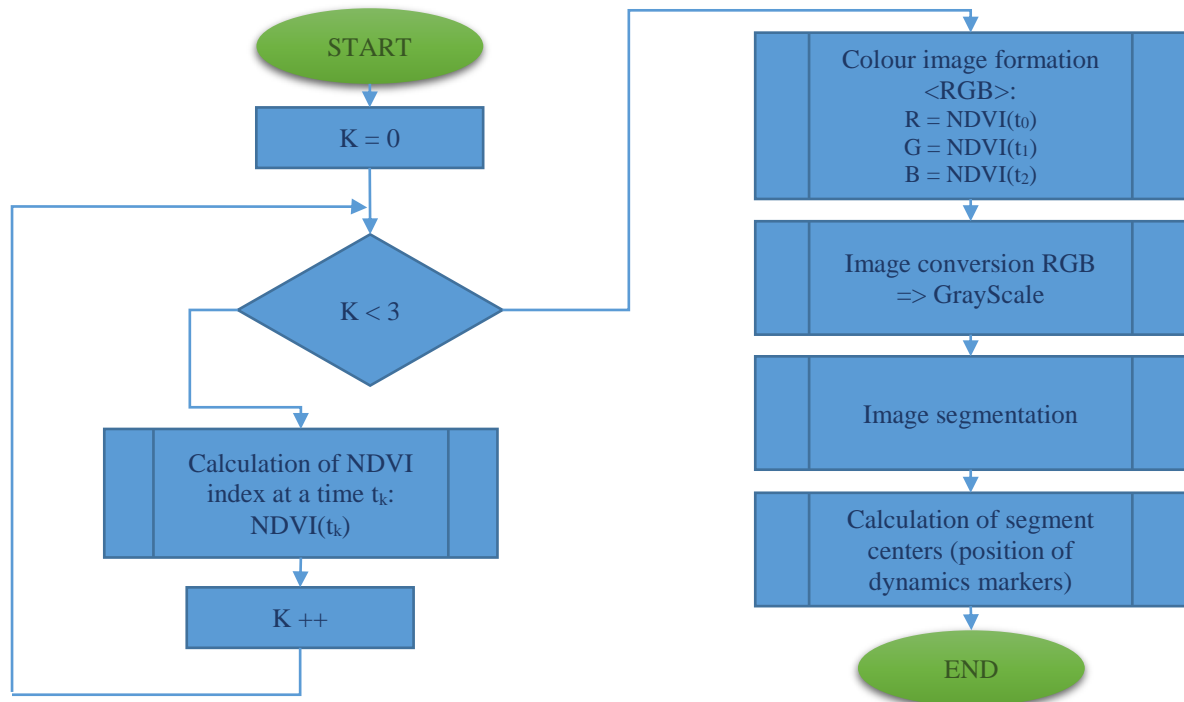 START
K = 0
K < 3
Calculation of NDVI
index at a time tₖ:
NDVI(tₖ)
K ++
Colour image formation
<RGB>:
R = NDVI(t₀)
G = NDVI(t₁)
B = NDVI(t₂)
Image conversion RGB
=> GrayScale
Image segmentation
Calculation of segment
centers (position of
dynamics markers)
END